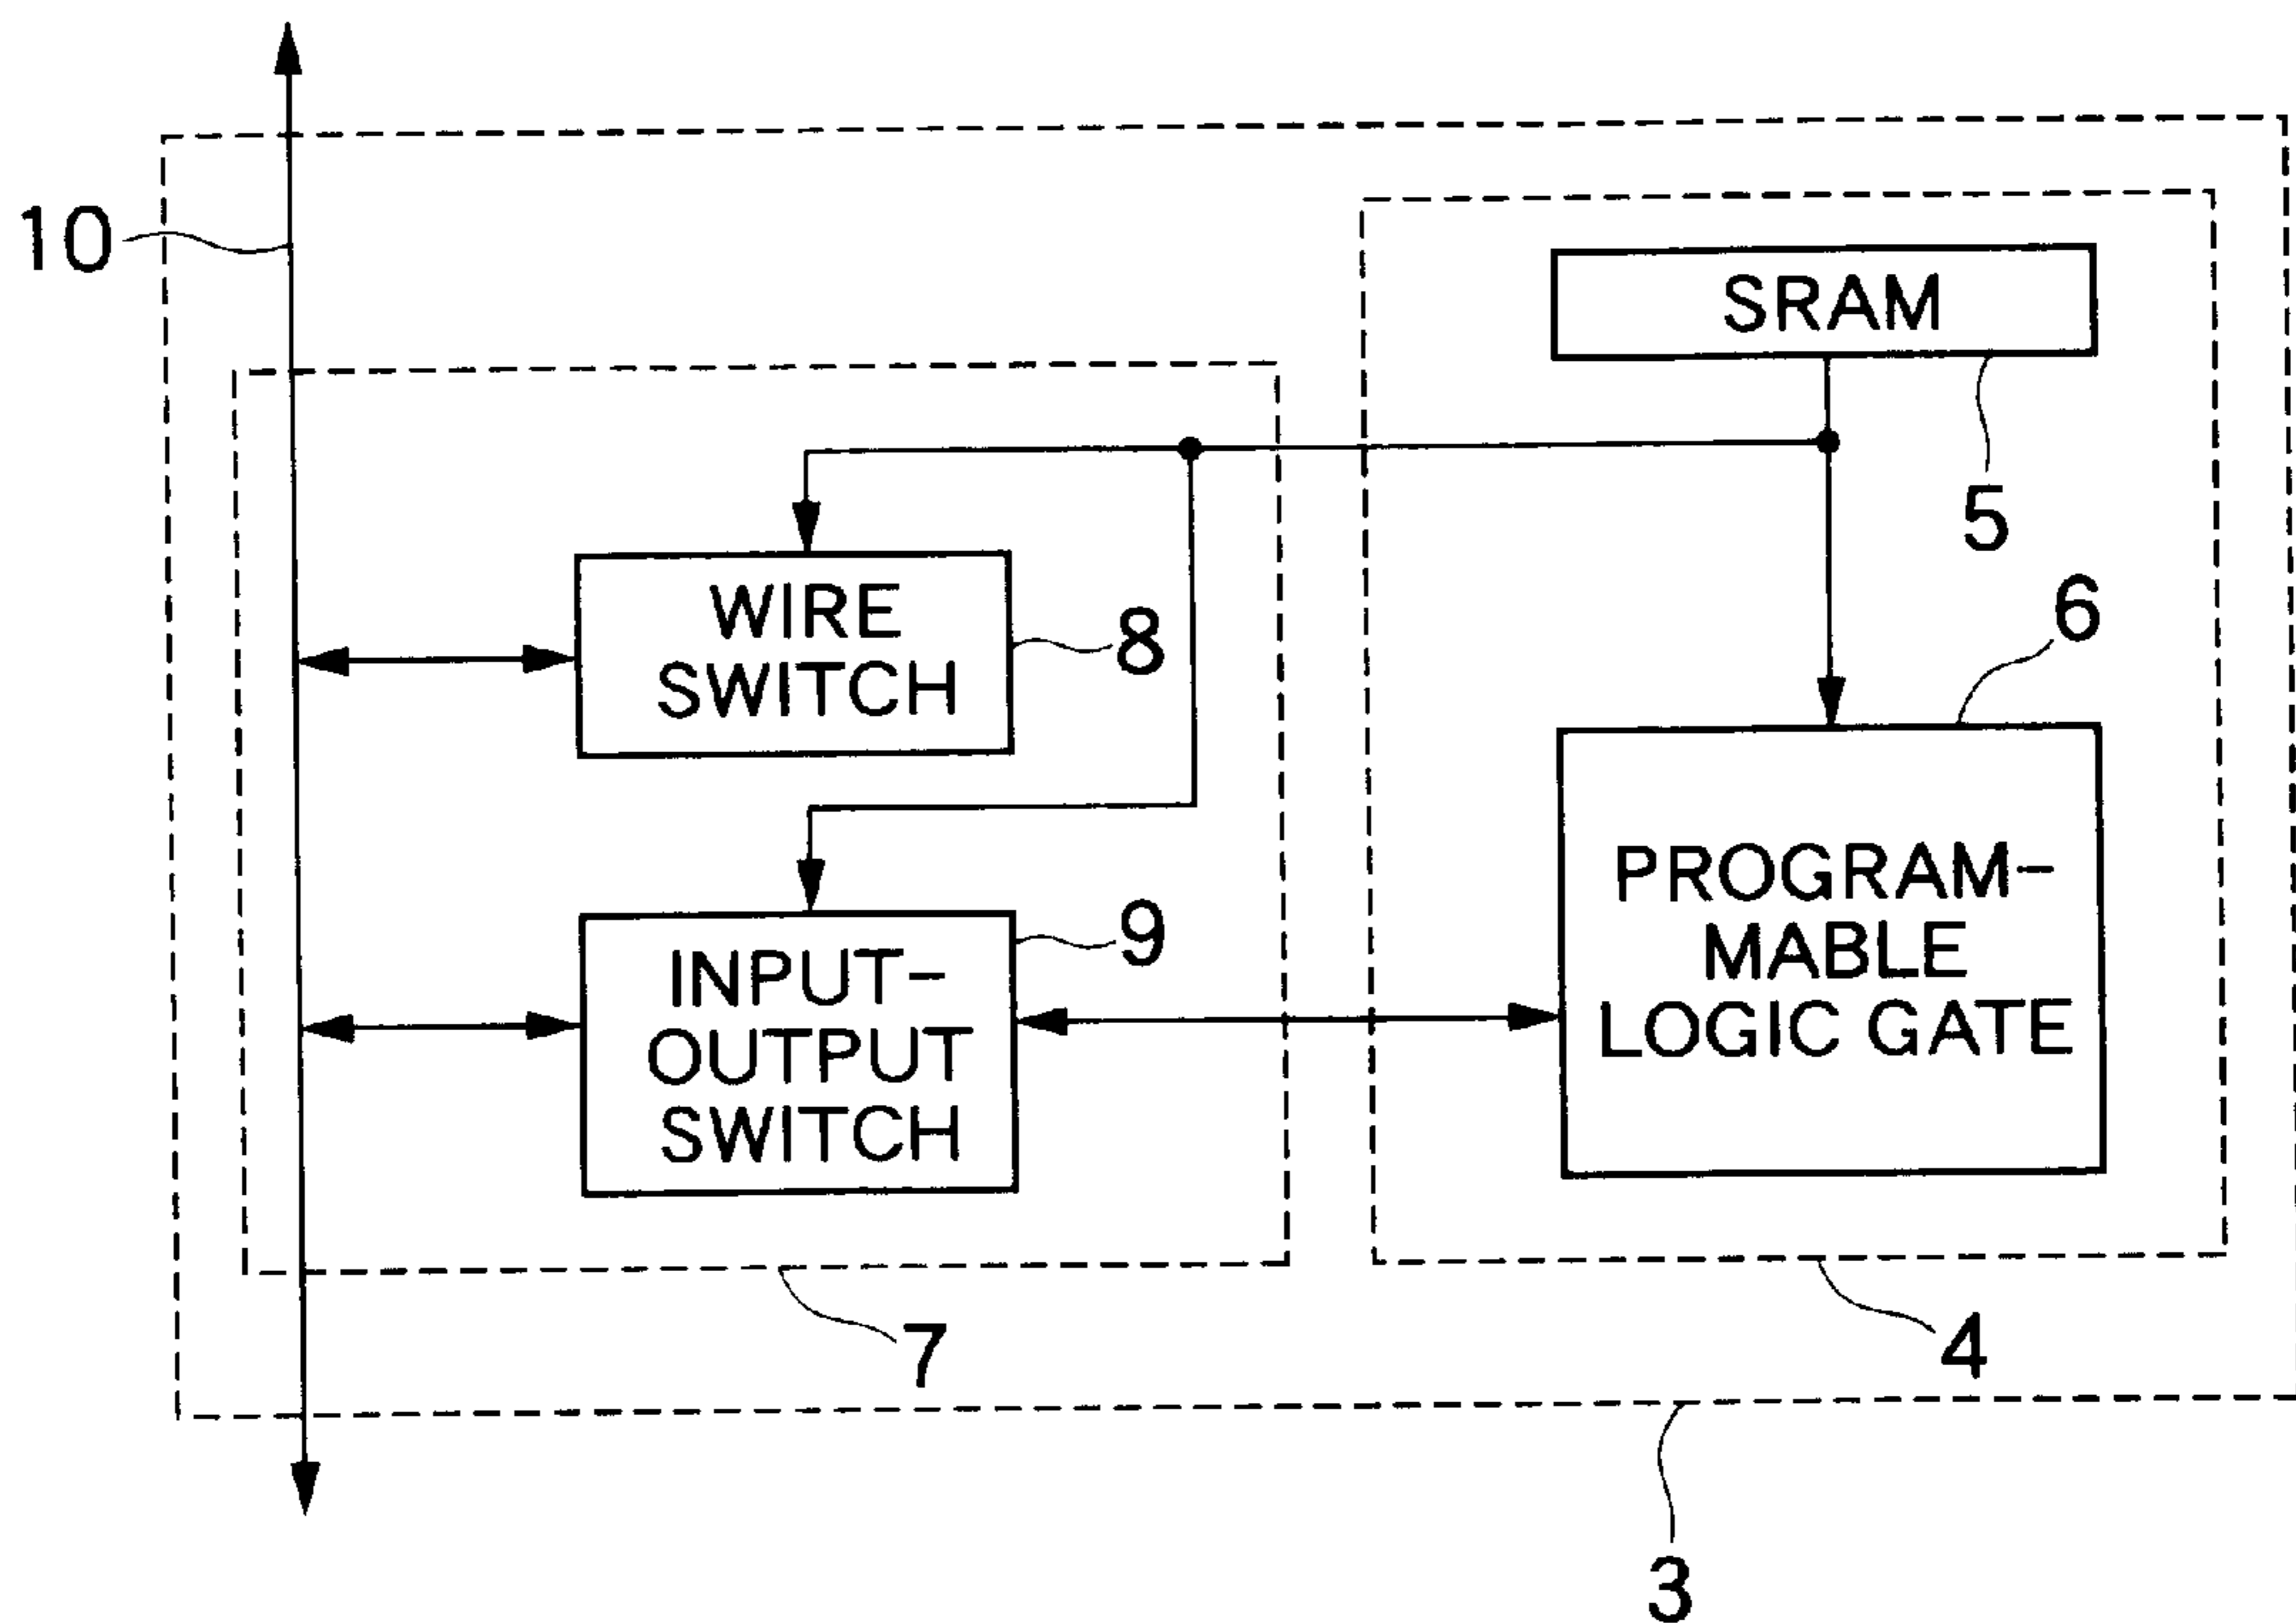 10
SRAM
5
WIRE
SWITCH
8
6
INPUT-
OUTPUT
SWITCH
9
PROGRAM-
MABLE
LOGIC GATE
7
4
3